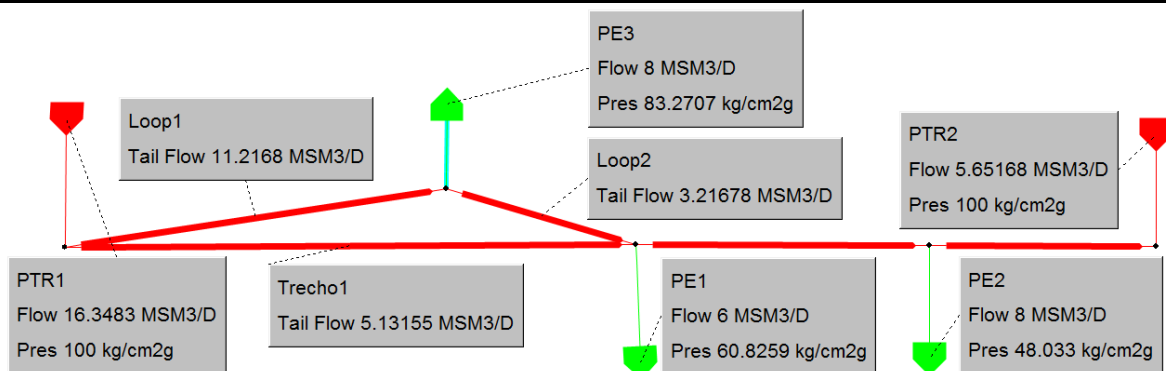 PE3
Flow 8 MSM3/D
Pres 83.2707 kg/cm2g
Loop1
Tail Flow 11.2168 MSM3/D
Loop2
Tail Flow 3.21678 MSM3/D
PTR2
Flow 5.65168 MSM3/D
Pres 100 kg/cm2g
PTR1
Flow 16.3483 MSM3/D
Pres 100 kg/cm2g
Trecho1
Tail Flow 5.13155 MSM3/D
PE1
Flow 6 MSM3/D
Pres 60.8259 kg/cm2g
PE2
Flow 8 MSM3/D
Pres 48.033 kg/cm2g